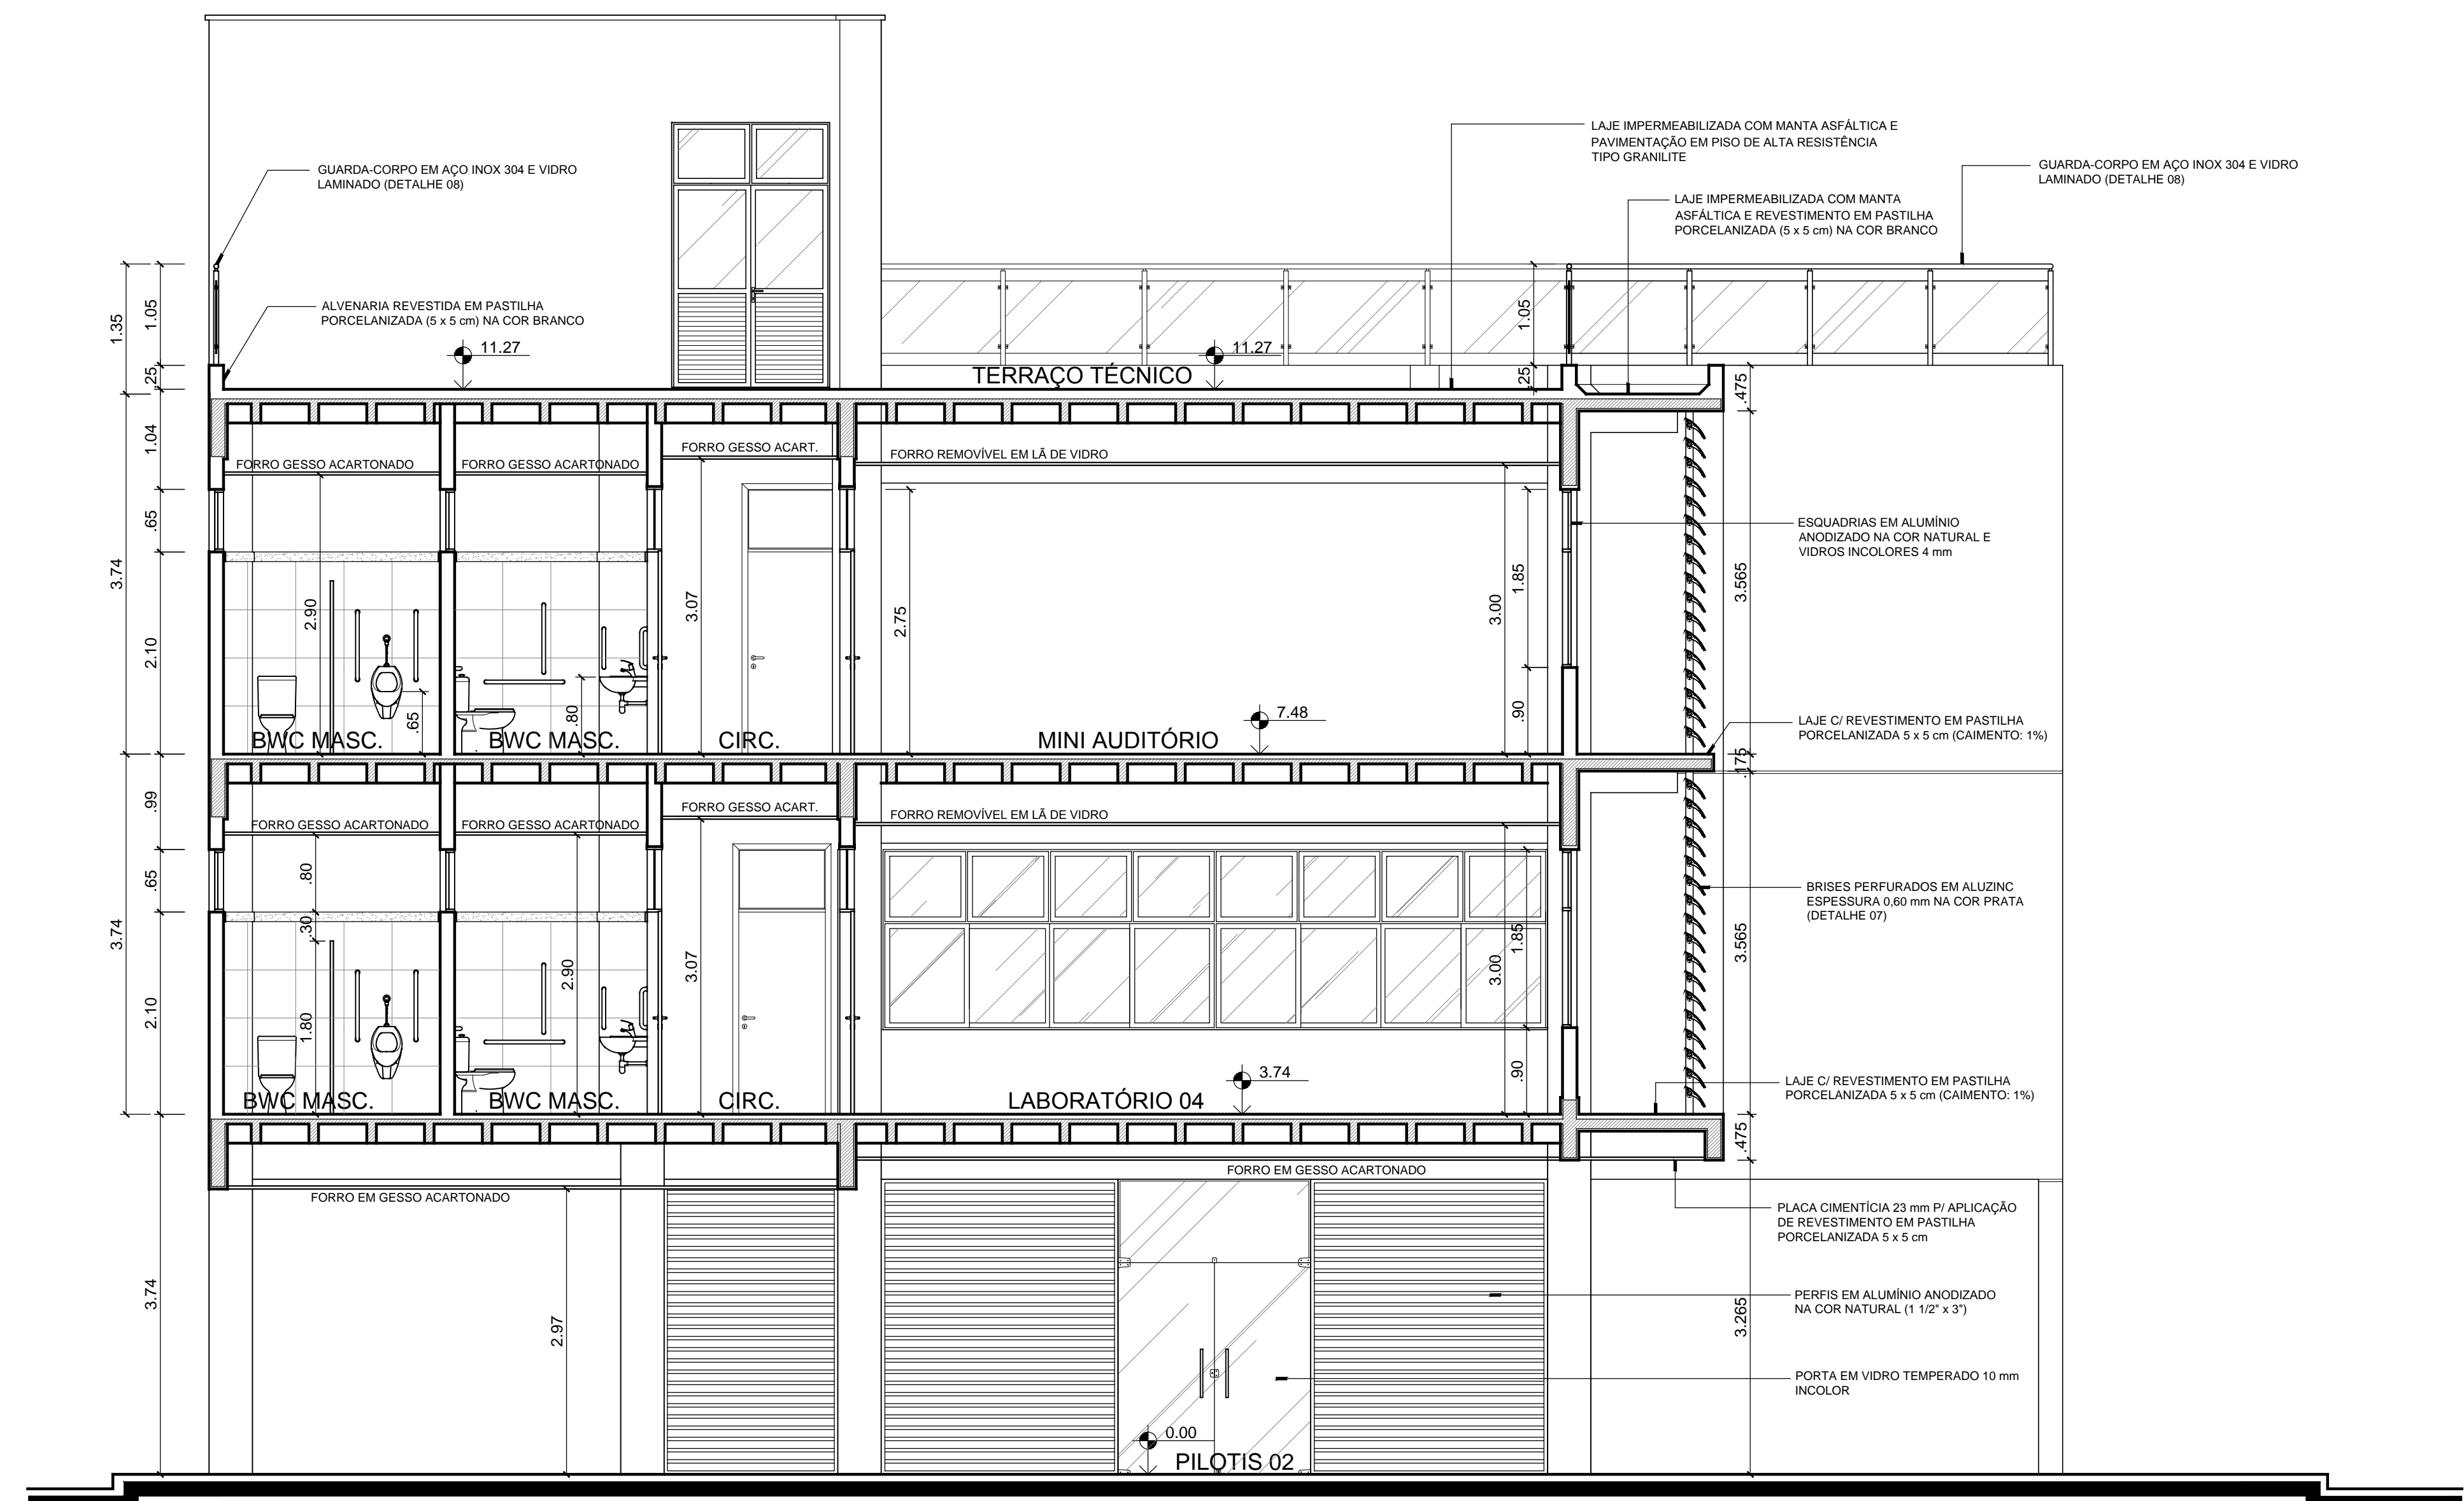 LAJE IMPERMEABILIZADA COM MANTA ASFÁLTICA E
PAVIMENTAÇÃO EM PISO DE ALTA RESISTÊNCIA
TIPO GRANILITE
GUARDA-CORPO EM AÇO INOX 304 E VIDRO
LAMINADO (DETALHE 08)
GUARDA-CORPO EM AÇO INOX 304 E VIDRO
LAMINADO (DETALHE 08)
LAJE IMPERMEABILIZADA COM MANTA
ASFÁLTICA E REVESTIMENTO EM PASTILHA
PORCELANIZADA (5 x 5 cm) NA COR BRANCO
ALVENARIA REVESTIDA EM PASTILHA
PORCELANIZADA (5 x 5 cm) NA COR BRANCO
1.35
1.05
.25
1.05
.25
11.27
11.27
TERRAÇO TÉCNICO
.475
1.04
FORRO GESSO ACARTONADO
FORRO GESSO ACARTONADO
FORRO GESSO ACART.
FORRO REMOVÍVEL EM LÃ DE VIDRO
.65
ESQUADRIAS EM ALUMÍNIO
ANODIZADO NA COR NATURAL E
VIDROS INCOLORES 4 mm
3.74
2.10
2.90
.65
.80
3.07
2.75
3.00
1.85
.90
3.565
7.48
BWC MASC.
BWC MASC.
CIRC.
MINI AUDITÓRIO
LAJE C/ REVESTIMENTO EM PASTILHA
PORCELANIZADA 5 x 5 cm (CAIMENTO: 1%)
.175
.99
FORRO GESSO ACARTONADO
FORRO GESSO ACARTONADO
FORRO GESSO ACART.
FORRO REMOVÍVEL EM LÃ DE VIDRO
.65
.80
.30
1.80
BRISES PERFURADOS EM ALUZINC
ESPESSURA 0,60 mm NA COR PRATA
(DETALHE 07)
3.74
2.10
2.90
3.07
3.00
1.85
.90
3.565
3.74
BWC MASC.
BWC MASC.
CIRC.
LABORATÓRIO 04
LAJE C/ REVESTIMENTO EM PASTILHA
PORCELANIZADA 5 x 5 cm (CAIMENTO: 1%)
.475
FORRO EM GESSO ACARTONADO
FORRO EM GESSO ACARTONADO
PLACA CIMENTÍCIA 23 mm P/ APLICAÇÃO
DE REVESTIMENTO EM PASTILHA
PORCELANIZADA 5 x 5 cm
3.74
2.97
3.265
PERFIS EM ALUMÍNIO ANODIZADO
NA COR NATURAL (1 1/2" x 3")
PORTA EM VIDRO TEMPERADO 10 mm
INCOLOR
0.00
PILOTIS 02